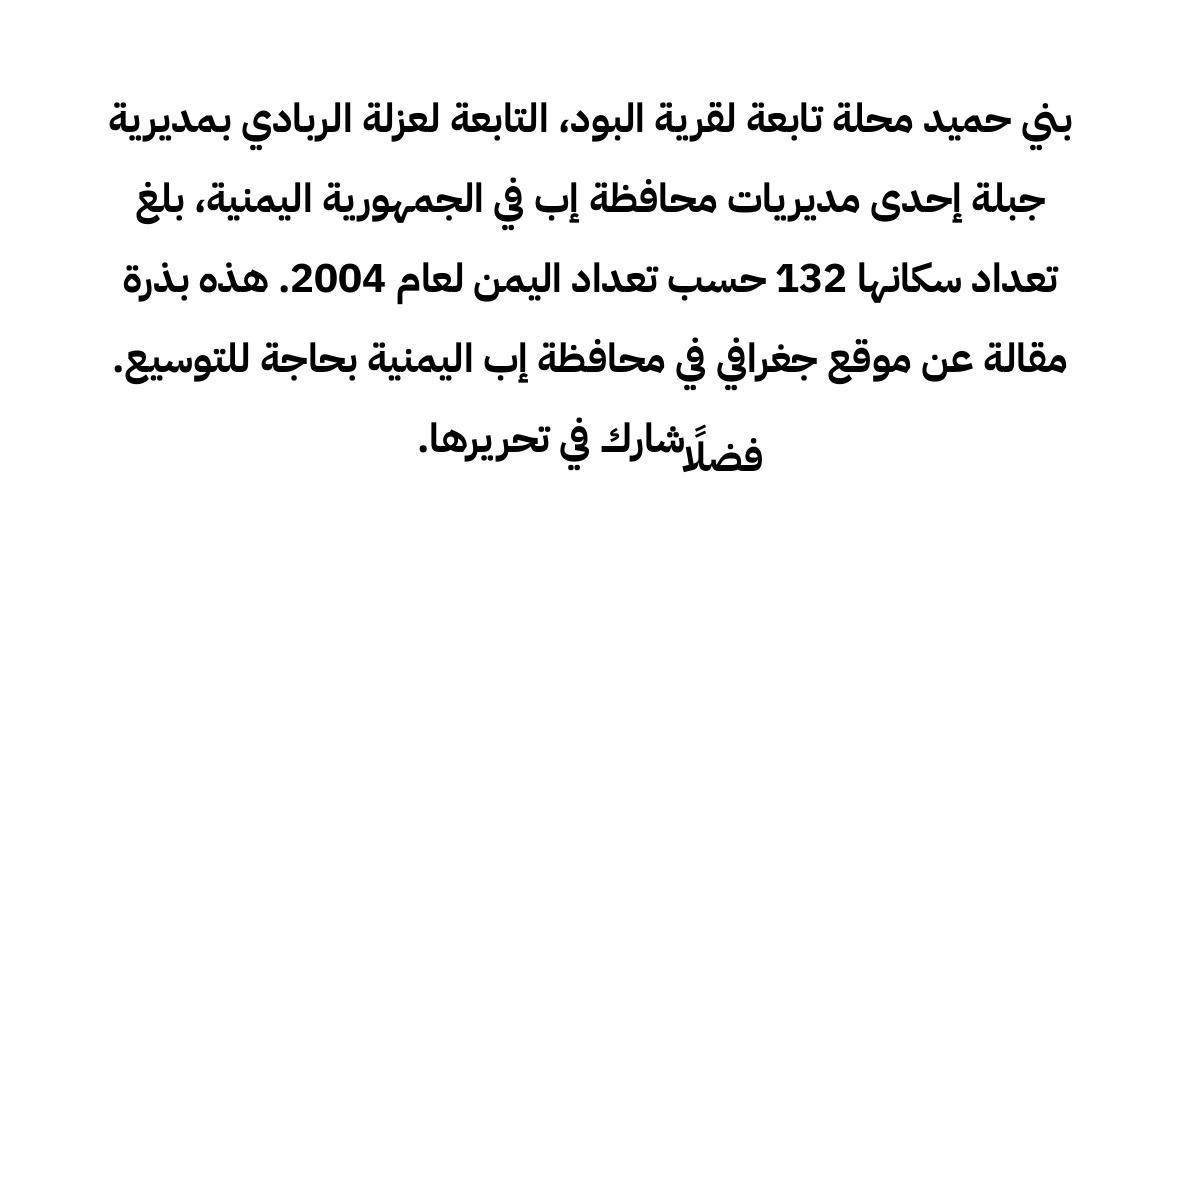 بني حميد محلة تابعة لقرية البود، التابعة لعزلة الربادي بمديرية
جبلة إحدى مديريات محافظة إب في الجمهورية اليمنية، بلغ
تعداد سكانها 132 حسب تعداد اليمن لعام 2004. هذه بذرة
مقالة عن موقع جغرافي في محافظة إب اليمنية بحاجة للتوسيع.
فضلًا شارك في تحريرها.